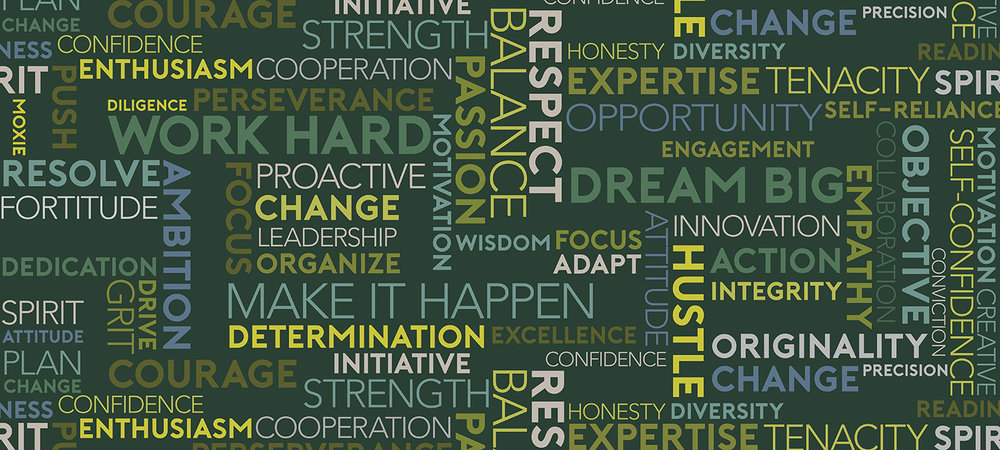 PLAN
COURAGE
INITIATIVE
CONFIDENCE
CHANGE
PRECISION
CHANGE
STRENGTH
HUSTLE
NESS
CONFIDENCE
HONESTY
DIVERSITY
READIN
ENTHUSIASM
COOPERATION
PASSION
BALANCE
RESPECT
EXPERTISE
TENACITY
SPIR
RIT
PUSH
MOXIE
DILIGENCE
PERSEVERANCE
OPPORTUNITY
SELF-RELIANCE
WORK HARD
MOTIVATION
ENGAGEMENT
COLLABORATION
OBJECTIVE
SELF-CONFIDENCE
MOTIVATION
RESOLVE
AMBITION
FOCUS
PROACTIVE
DREAM BIG
EMPATHY
FORTITUDE
CHANGE
INNOVATION
LEADERSHIP
WISDOM
FOCUS
ATTITUDE
HUSTLE
ACTION
CONVICTION
DEDICATION
ORGANIZE
ADAPT
INTEGRITY
CREATIVE
SPIRIT
GRIT
DRIVE
MAKE IT HAPPEN
ATTITUDE
DETERMINATION
EXCELLENCE
ORIGINALITY
PLAN
COURAGE
INITIATIVE
CONFIDENCE
CHANGE
PRECISION
CHANGE
STRENGTH
BAL
RES
NESS
CONFIDENCE
HONESTY
DIVERSITY
READIN
RIT
PU
ENTHUSIASM
COOPERATION
PA
EXPERTISE
TENACITY
SPIR
PERSEVERANCE